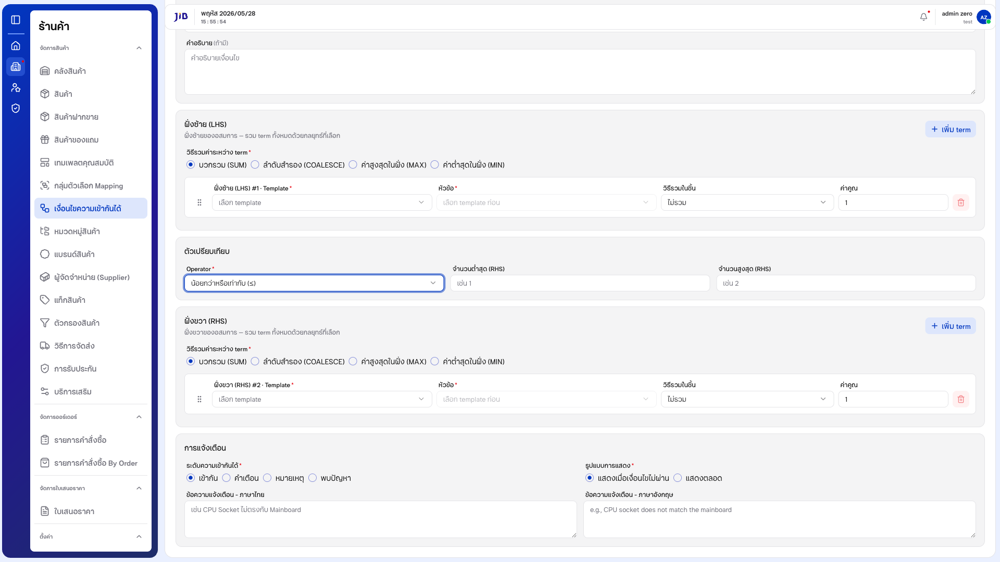 ร้านค้า
จัดการสินค้า
คลังสินค้า
สินค้า
สินค้าฝากขาย
สินค้าของแถม
เทมเพลตคุณสมบัติ
กลุ่มตัวเลือก Mapping
เงื่อนไขความเข้ากันได้
หมวดหมู่สินค้า
แบรนด์สินค้า
ผู้จัดจำหน่าย (Supplier)
แท็กสินค้า
ตัวกรองสินค้า
วิธีการจัดส่ง
การรับประกัน
บริการเสริม
จัดการออร์เดอร์
รายการคำสั่งซื้อ
รายการคำสั่งซื้อ By Order
จัดการใบเสนอราคา
ใบเสนอราคา
ตั้งค่า
JIB
พฤหัส 2026/05/28
15 : 55 : 54
admin zero
test
AZ
คำอธิบาย (ถ้ามี)
คำอธิบายเงื่อนไข
ฝั่งซ้าย (LHS)
ฝั่งซ้ายของอสมการ — รวม term ทั้งหมดด้วยกลยุทธ์ที่เลือก
เพิ่ม term
วิธีรวมค่าระหว่าง term *
บวกรวม (SUM) ลำดับสำรอง (COALESCE) ค่าสูงสุดในฝั่ง (MAX) ค่าต่ำสุดในฝั่ง (MIN)
ฝั่งซ้าย (LHS) #1 · Template * หัวข้อ * วิธีรวมในชิ้น ค่าคูณ
เลือก template เลือก template ก่อน ไม่รวม 1
ตัวเปรียบเทียบ
Operator * จำนวนต่ำสุด (RHS) จำนวนสูงสุด (RHS)
น้อยกว่าหรือเท่ากับ (≤) เช่น 1 เช่น 2
ฝั่งขวา (RHS)
ฝั่งขวาของอสมการ — รวม term ทั้งหมดด้วยกลยุทธ์ที่เลือก
เพิ่ม term
วิธีรวมค่าระหว่าง term *
บวกรวม (SUM) ลำดับสำรอง (COALESCE) ค่าสูงสุดในฝั่ง (MAX) ค่าต่ำสุดในฝั่ง (MIN)
ฝั่งขวา (RHS) #2 · Template * หัวข้อ * วิธีรวมในชิ้น ค่าคูณ
เลือก template เลือก template ก่อน ไม่รวม 1
การแจ้งเตือน
ระดับความเข้ากันได้ * รูปแบบการแสดง *
เข้ากัน คำเตือน หมายเหตุ พบปัญหา แสดงเมื่อเงื่อนไขไม่ผ่าน แสดงตลอด
ข้อความแจ้งเตือน - ภาษาไทย ข้อความแจ้งเตือน - ภาษาอังกฤษ
เช่น CPU Socket ไม่ตรงกับ Mainboard e.g., CPU socket does not match the mainboard